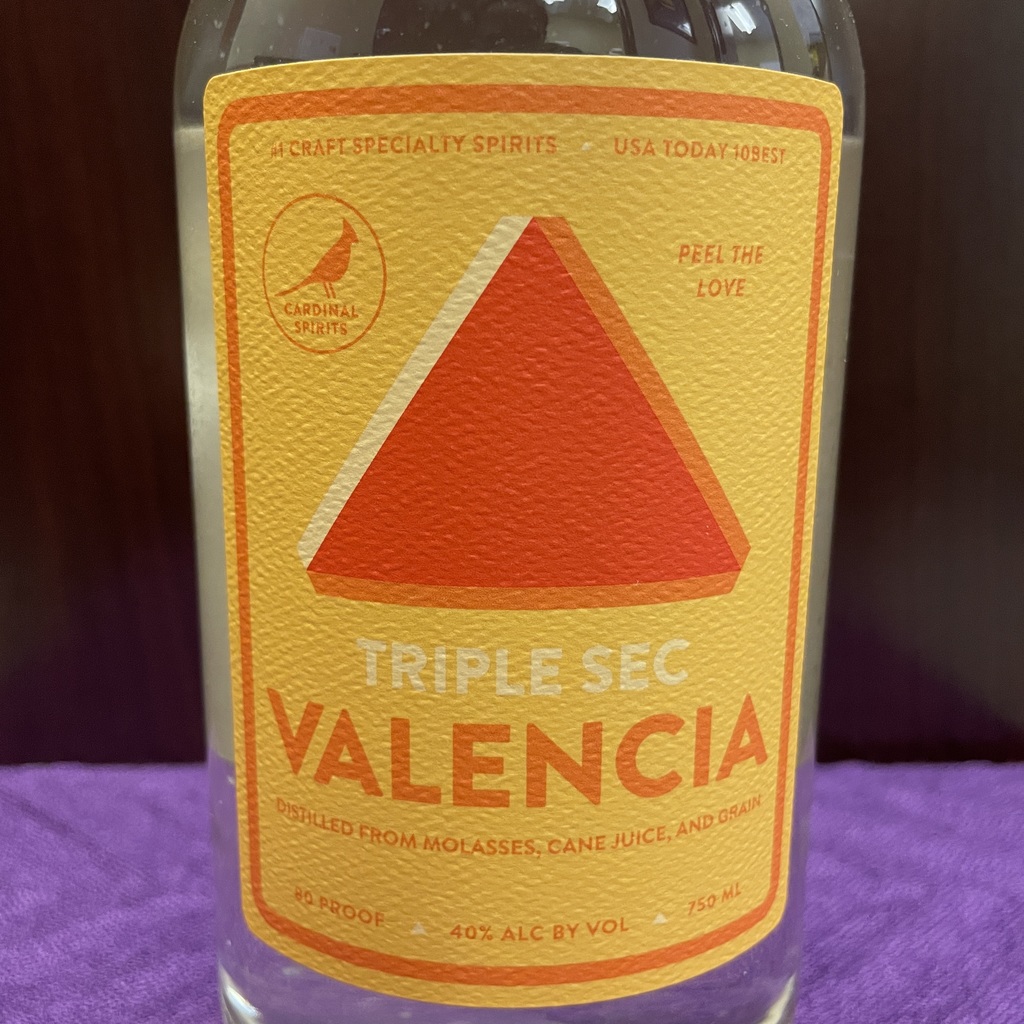 #1 CRAFT SPECIALTY SPIRITS USA TODAY 10BEST
CARDINAL
SPIRITS
PEEL THE
LOVE
TRIPLE SEC
VALENCIA
DISTILLED FROM MOLASSES, CANE JUICE, AND GRAIN
80 PROOF 40% ALC BY VOL 750 ML